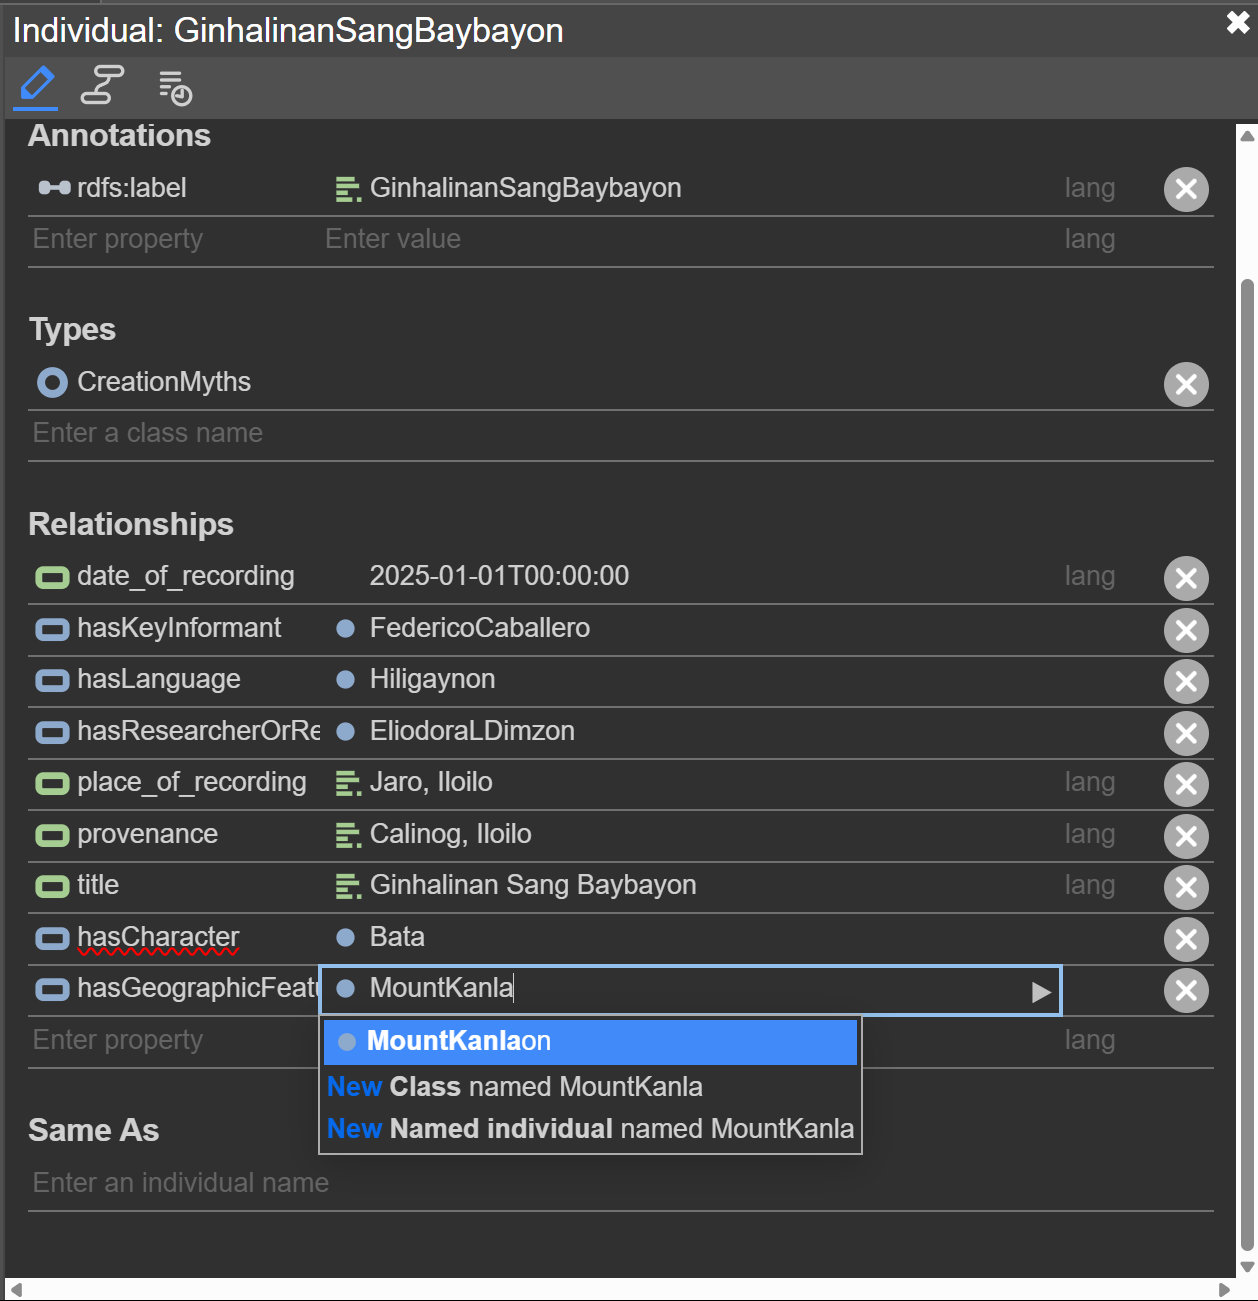 Individual: GinhalinanSangBaybayon
Annotations
rdfs:label GinhalinanSangBaybayon lang
Enter property Enter value lang
Types
CreationMyths
Enter a class name
Relationships
date_of_recording 2025-01-01T00:00:00 lang
hasKeyInformant FedericoCaballero
hasLanguage Hiligaynon
hasResearcherOrRe EliodoraLDimzon
place_of_recording Jaro, Iloilo lang
provenance Calinog, Iloilo lang
title Ginhalinan Sang Baybayon lang
hasCharacter Bata
hasGeographicFeatu MountKanla
Enter property lang
MountKanlaon
New Class named MountKanla
New Named individual named MountKanla
Same As
Enter an individual name